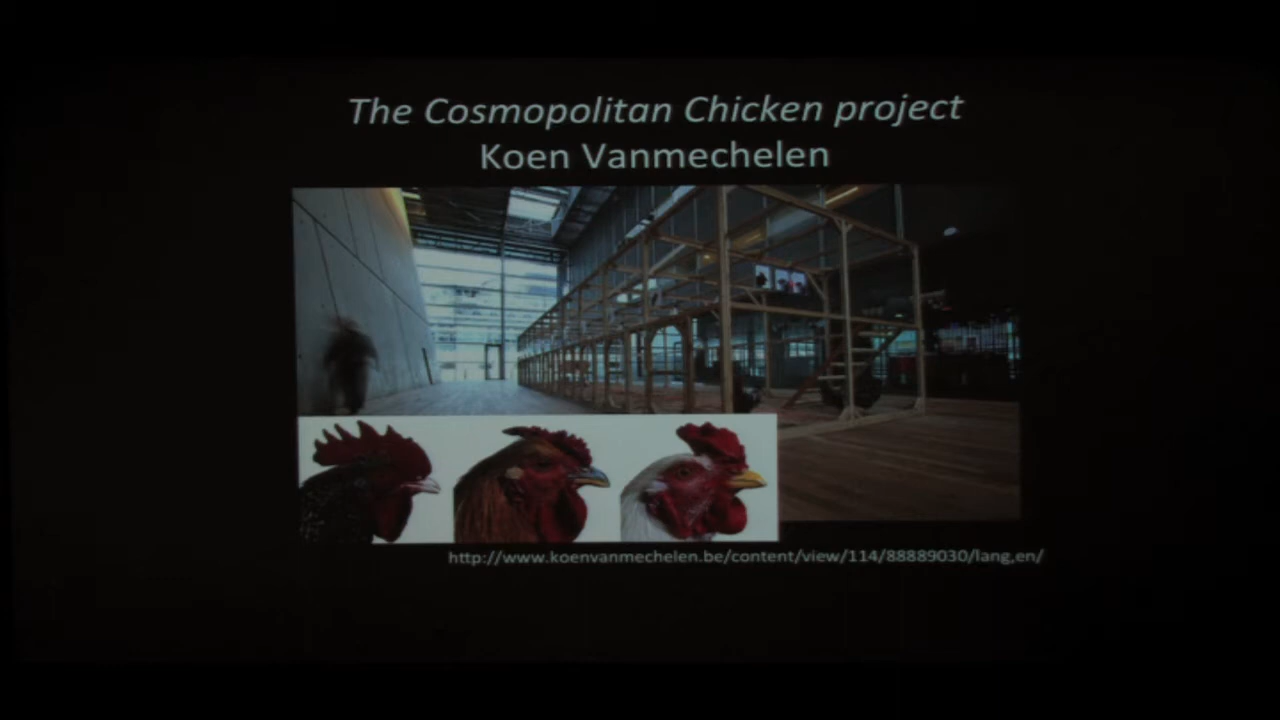 The Cosmopolitan Chicken project
Koen Vanmechelen
http://www.koenvanmechelen.be/content/view/114/88889030/lang,en/